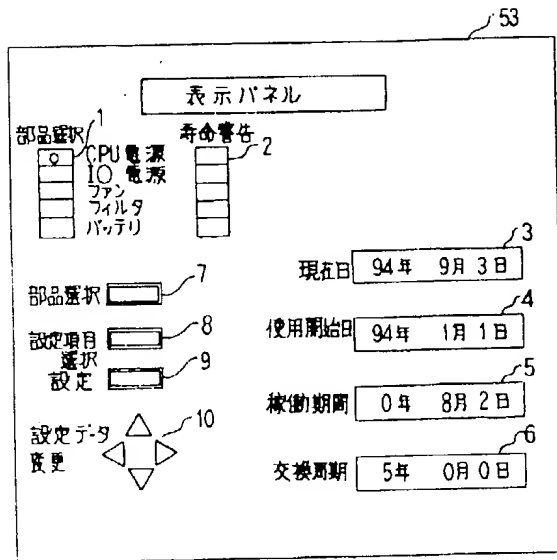 53
表示パネル
部品選択 1 寿命警告
CPU電源 2
IO電源
ファン
フィルタ
バッテリ
3
現在日 94年 9月3日
4
部品選択 7
使用開始日 94年 1月1日
設定項目 8
選択
設定 9
5
稼働期間 0年 8月2日
設定データ 10
変更
6
交換周期 5年 0月0日